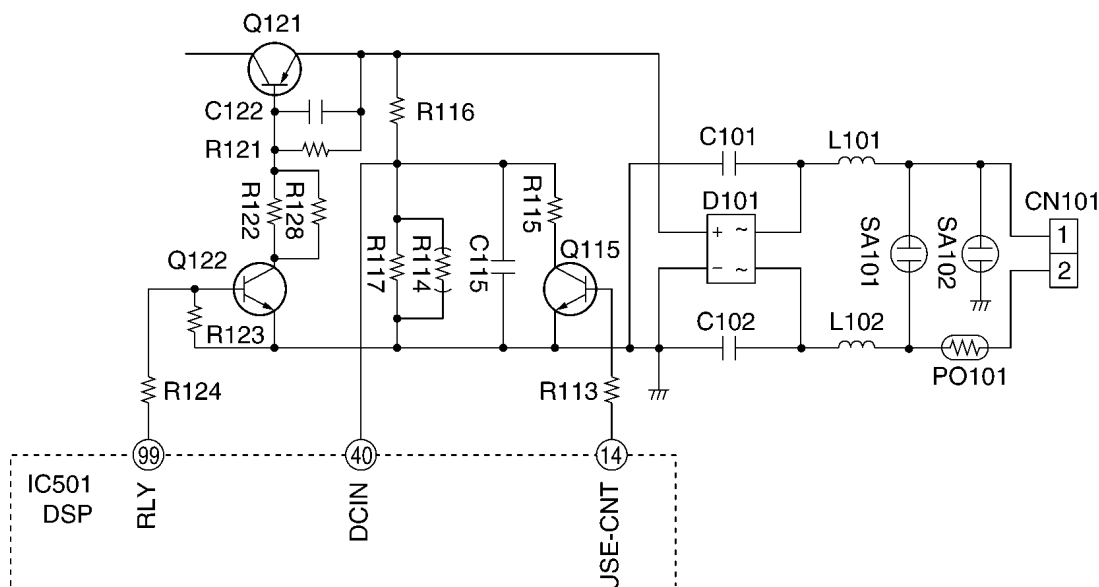 Q121
C122
R121
R116
R122
R128
R115
Q122
R117
R114
C115
Q115
R123
R124
R113
C101
L101
D101
+ ~
− ~
SA101
SA102
CN101
1
2
C102
L102
PO101
99
40
14
IC501
DSP
RLY
DCIN
USE-CNT